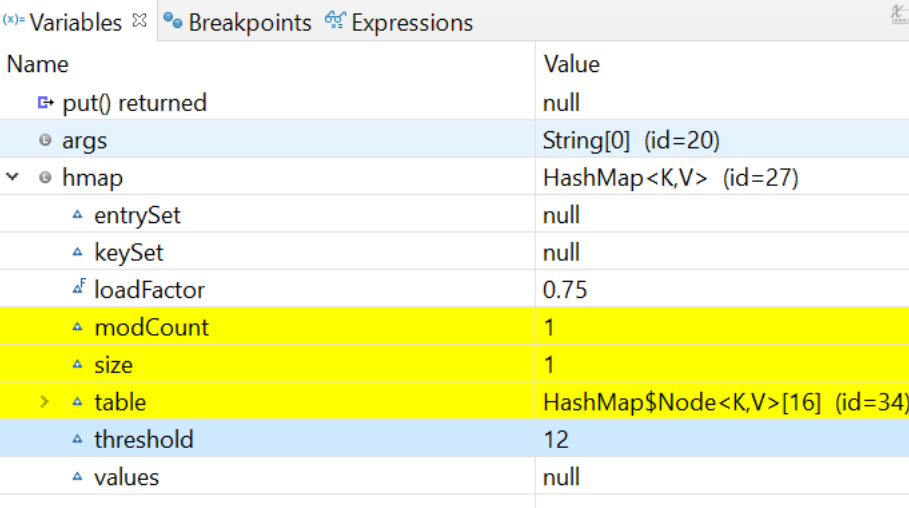 (x)= Variables Breakpoints Expressions
Name Value
put() returned null
args String[0] (id=20)
hmap HashMap<K,V> (id=27)
entrySet null
keySet null
F loadFactor 0.75
modCount 1
size 1
table HashMap$Node<K,V>[16] (id=34)
threshold 12
values null